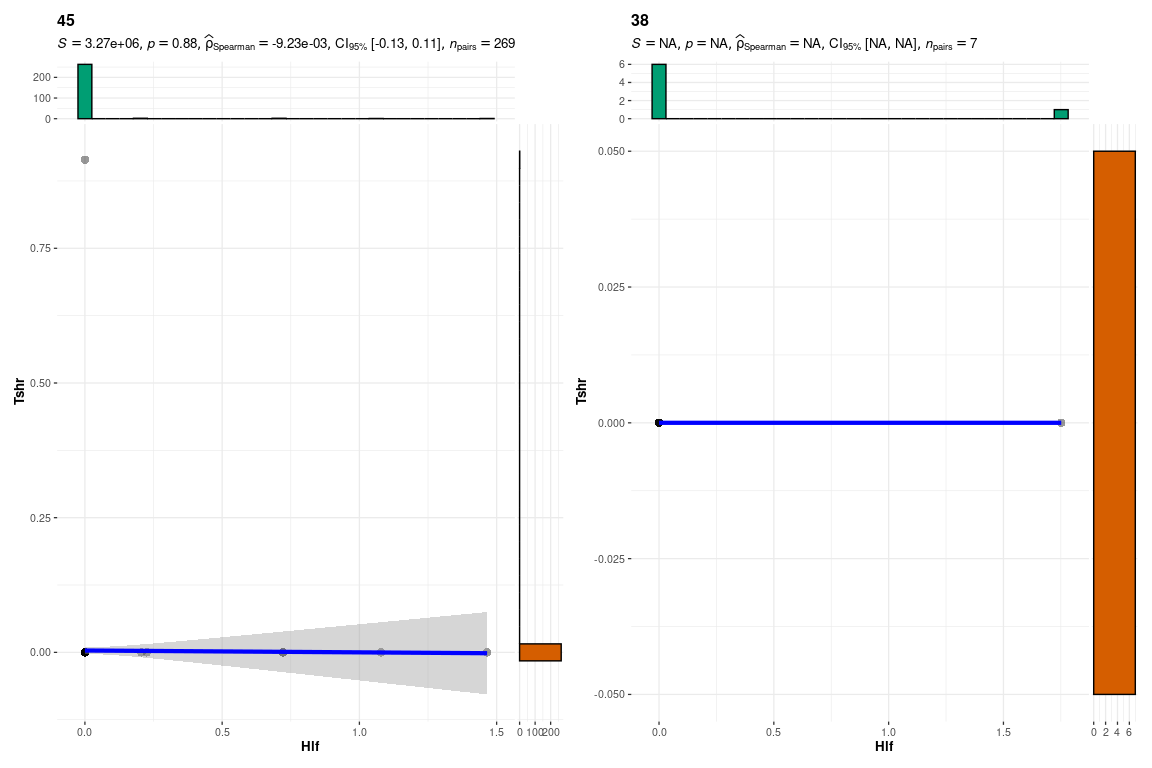 45
S = 3.27e+06, p = 0.88, ρ̂Spearman = -9.23e-03, CI95% [-0.13, 0.11], npairs = 269
200
100
0
0.75
0.50
0.25
0.00
Tshr
0.0 0.5 1.0 1.5
0 100 200
Hlf
38
S = NA, p = NA, ρ̂Spearman = NA, CI95% [NA, NA], npairs = 7
6
4
2
0
0.050
0.025
0.000
-0.025
-0.050
Tshr
0.0 0.5 1.0 1.5
0 2 4 6
Hlf